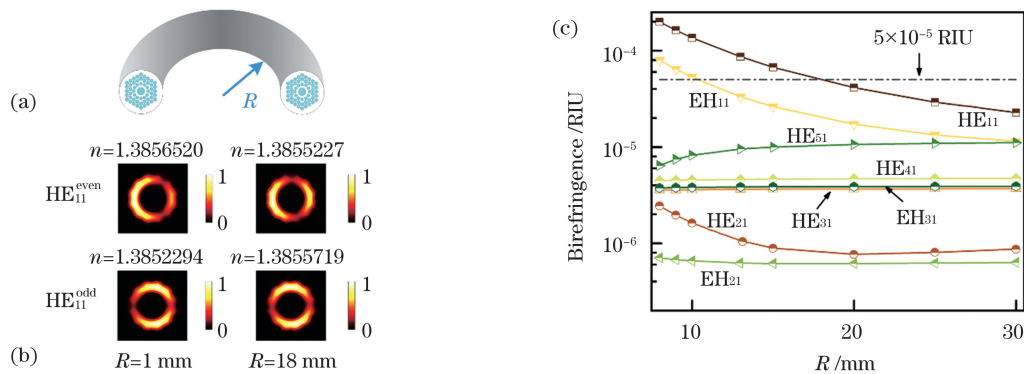 (a)
R
n=1.3856520 n=1.3855227
HE11even
1
0
1
0
n=1.3852294 n=1.3855719
HE11odd
1
0
1
0
(b)
R=1 mm R=18 mm
(c)
Birefringence /RIU
10-4
10-5
10-6
5×10-5 RIU
EH11
HE11
HE51
HE41
HE31
EH31
HE21
EH21
10 20 30
R /mm